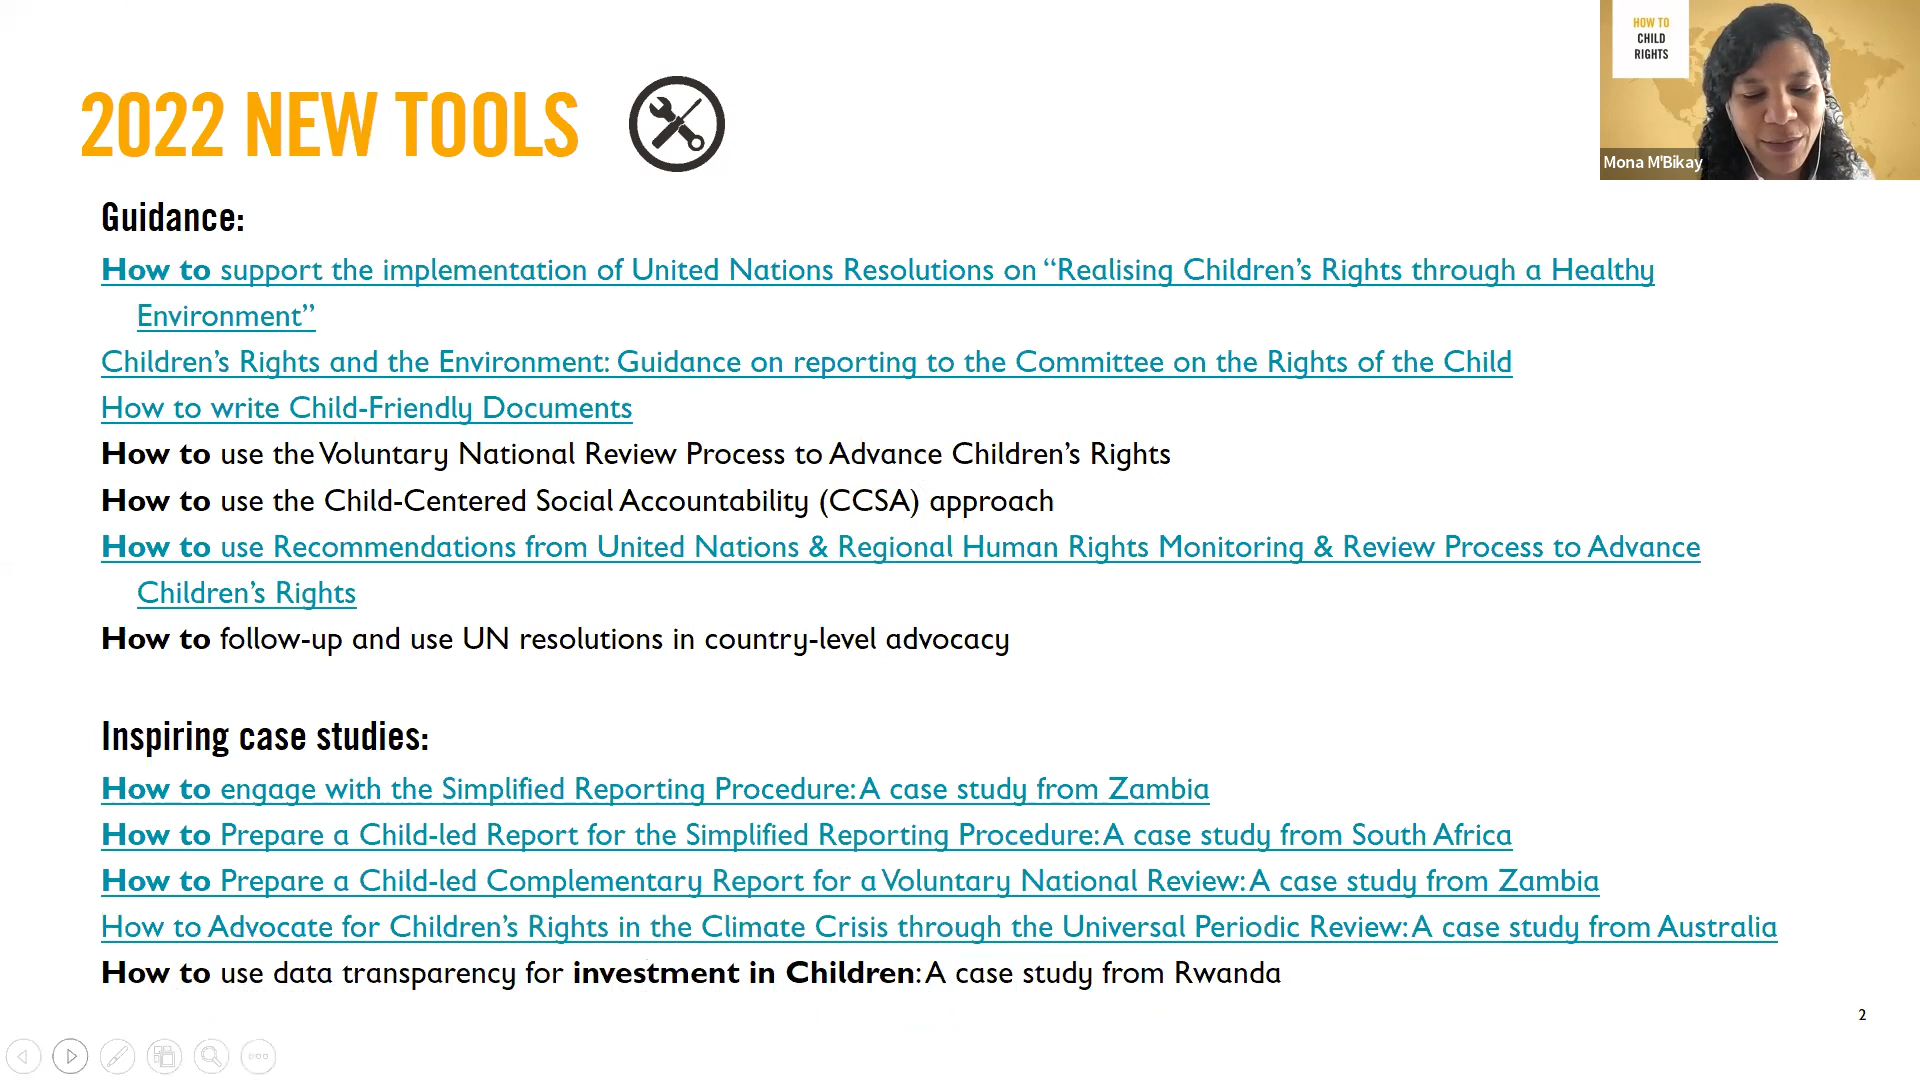 HOW TO
CHILD
RIGHTS
Mona M'Bikay
2022 NEW TOOLS
Guidance:
How to support the implementation of United Nations Resolutions on “Realising Children’s Rights through a Healthy
Environment”
Children’s Rights and the Environment: Guidance on reporting to the Committee on the Rights of the Child
How to write Child-Friendly Documents
How to use the Voluntary National Review Process to Advance Children’s Rights
How to use the Child-Centered Social Accountability (CCSA) approach
How to use Recommendations from United Nations & Regional Human Rights Monitoring & Review Process to Advance
Children’s Rights
How to follow-up and use UN resolutions in country-level advocacy
Inspiring case studies:
How to engage with the Simplified Reporting Procedure: A case study from Zambia
How to Prepare a Child-led Report for the Simplified Reporting Procedure: A case study from South Africa
How to Prepare a Child-led Complementary Report for a Voluntary National Review: A case study from Zambia
How to Advocate for Children’s Rights in the Climate Crisis through the Universal Periodic Review: A case study from Australia
How to use data transparency for investment in Children: A case study from Rwanda
2